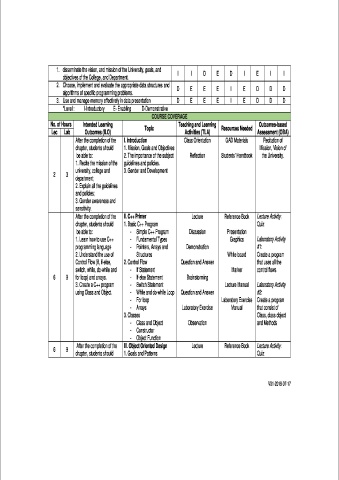 1. disseminate the vision, and mission of the University, goals, and objectives of the College, and Department. I I D E D I E I I
2. Choose, implement and evaluate the appropriate data structures and algorithms of specific programming problems. D E E E I E D D D
3. Use and manage memory effectively in data presentation D E E E I E D D D
*Level: I-Introductory E- Enabling D-Demonstrative
COURSE COVERAGE
No. of Hours
Lec Lab
Intended Learning Outcomes (ILO)
Topic
Teaching and Learning Activities (TLA)
Resources Needed
Outcomes-based Assessment (OBA)
2 3
After the completion of the
chapter, students should
be able to:
1. Recite the mission of the
university, college and
department.
2. Explain all the guidelines
and policies:
3. Gender awareness and
sensitivity.
I. Introduction
1. Mission, Goals and Objectives
2. The importance of the subject
guidelines and policies.
3. Gender and Development
Class Orientation
Reflection
GAD Materials
Students' Handbook
Recitation of
Mission, Vision of
the University.
6 9
After the completion of the
chapter, students should
be able to:
1. Learn how to use C++
programming language
2. Understand the use of
Control Flow (If, if-else,
switch, while, do-while and
for loop) and arrays.
3. Create a C++ program
using Class and Object.
II. C++ Primer
1. Basic C++ Program
- Simple C++ Program
- Fundamental Types
- Pointers, Arrays and
Structures
2. Control Flow
- If Statement
- If-else Statement
- Switch Statement
- While and do-while Loop
- For loop
- Arrays
3. Classes
- Class and Object
- Constructor
- Object Function
Lecture
Discussion
Demonstration
Question and Answer
Brainstorming
Question and Answer
Laboratory Exercise
Observation
Reference Book
Presentation
Graphics
White board
Marker
Lecture Manual
Laboratory Exercise
Manual
Lecture Activity:
Quiz
Laboratory Activity
#1:
Create a program
that uses all the
control flows.
Laboratory Activity
#2:
Create a program
that consist of
Class, class object
and Methods
6 9
After the completion of the
chapter, students should
III. Object Oriented Design
1. Goals and Patterns
Lecture
Reference Book
Lecture Activity:
Quiz